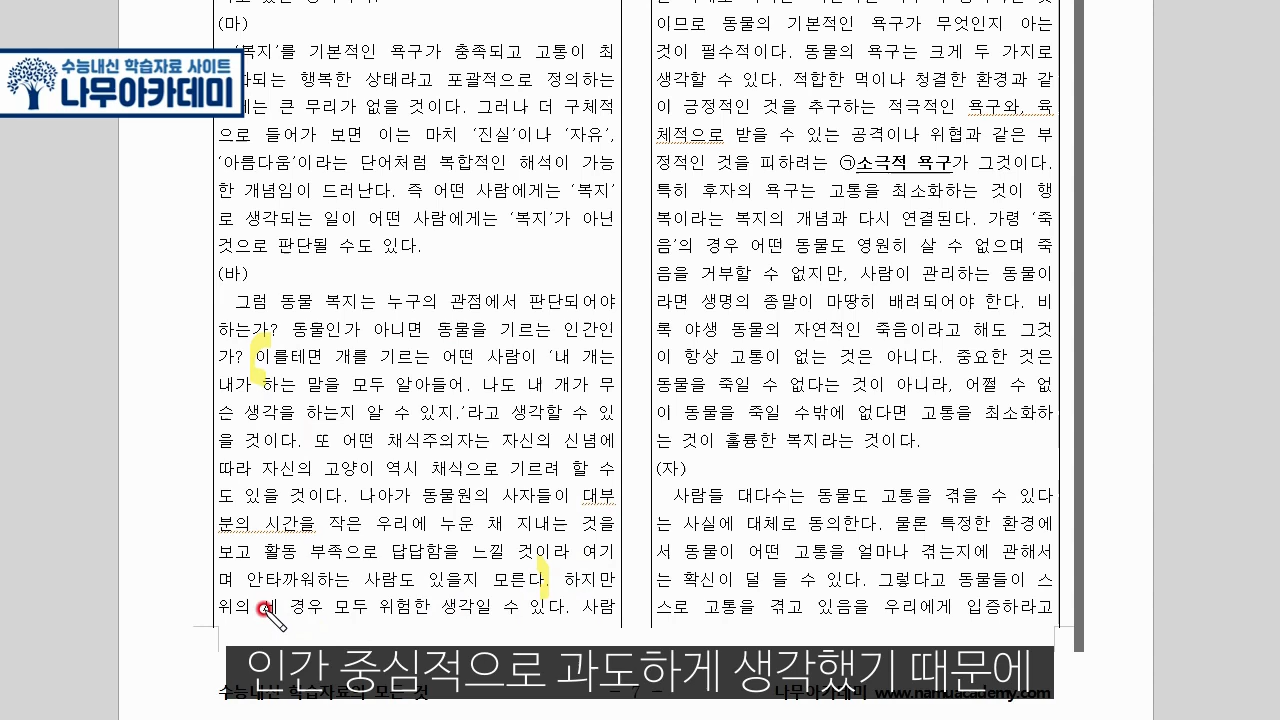 (마)
'복지'를 기본적인 욕구가 충족되고 고통이 최
화되는 행복한 상태라고 포괄적으로 정의하는
는 큰 무리가 없을 것이다. 그러나 더 구체적
으로 들어가 보면 이는 마치 '진실'이나 '자유',
'아름다움'이라는 단어처럼 복합적인 해석이 가능
한 개념임이 드러난다. 즉 어떤 사람에게는 '복지'
로 생각되는 일이 어떤 사람에게는 '복지'가 아닌
것으로 판단될 수도 있다.
(바)
그럼 동물 복지는 누구의 관점에서 판단되어야
하는가? 동물인가 아니면 동물을 기르는 인간인
가? 이를테면 개를 기르는 어떤 사람이 '내 개는
내가 하는 말을 모두 알아들어. 나도 내 개가 무
슨 생각을 하는지 알 수 있지.'라고 생각할 수 있
을 것이다. 또 어떤 채식주의자는 자신의 신념에
따라 자신의 고양이 역시 채식으로 기르려 할 수
도 있을 것이다. 나아가 동물원의 사자들이 대부
분의 시간을 작은 우리에 누운 채 지내는 것을
보고 활동 부족으로 답답함을 느낄 것이라 여기
며 안타까워하는 사람도 있을지 모른다. 하지만
위의 세 경우 모두 위험한 생각일 수 있다. 사람
이므로 동물의 기본적인 욕구가 무엇인지 아는
것이 필수적이다. 동물의 욕구는 크게 두 가지로
생각할 수 있다. 적합한 먹이나 청결한 환경과 같
이 긍정적인 것을 추구하는 적극적인 욕구와, 육
체적으로 받을 수 있는 공격이나 위협과 같은 부
정적인 것을 피하려는 ㉠소극적 욕구가 그것이다.
특히 후자의 욕구는 고통을 최소화하는 것이 행
복이라는 복지의 개념과 다시 연결된다. 가령 '죽
음'의 경우 어떤 동물도 영원히 살 수 없으며 죽
음을 거부할 수 없지만, 사람이 관리하는 동물이
라면 생명의 종말이 마땅히 배려되어야 한다. 비
록 야생 동물의 자연적인 죽음이라고 해도 그것
이 항상 고통이 없는 것은 아니다. 중요한 것은
동물을 죽일 수 없다는 것이 아니라, 어쩔 수 없
이 동물을 죽일 수밖에 없다면 고통을 최소화하
는 것이 훌륭한 복지라는 것이다.
(자)
사람들 대다수는 동물도 고통을 겪을 수 있다
는 사실에 대체로 동의한다. 물론 특정한 환경에
서 동물이 어떤 고통을 얼마나 겪는지에 관해서
는 확신이 덜 들 수 있다. 그렇다고 동물들이 스
스로 고통을 겪고 있음을 우리에게 입증하라고
수능내신 학습자료 사이트
나무아카데미
인간 중심적으로 과도하게 생각했기 때문에
수능내신 학습자료의 모든 것 - 7 - 나무아카데미 www.namuacademy.com